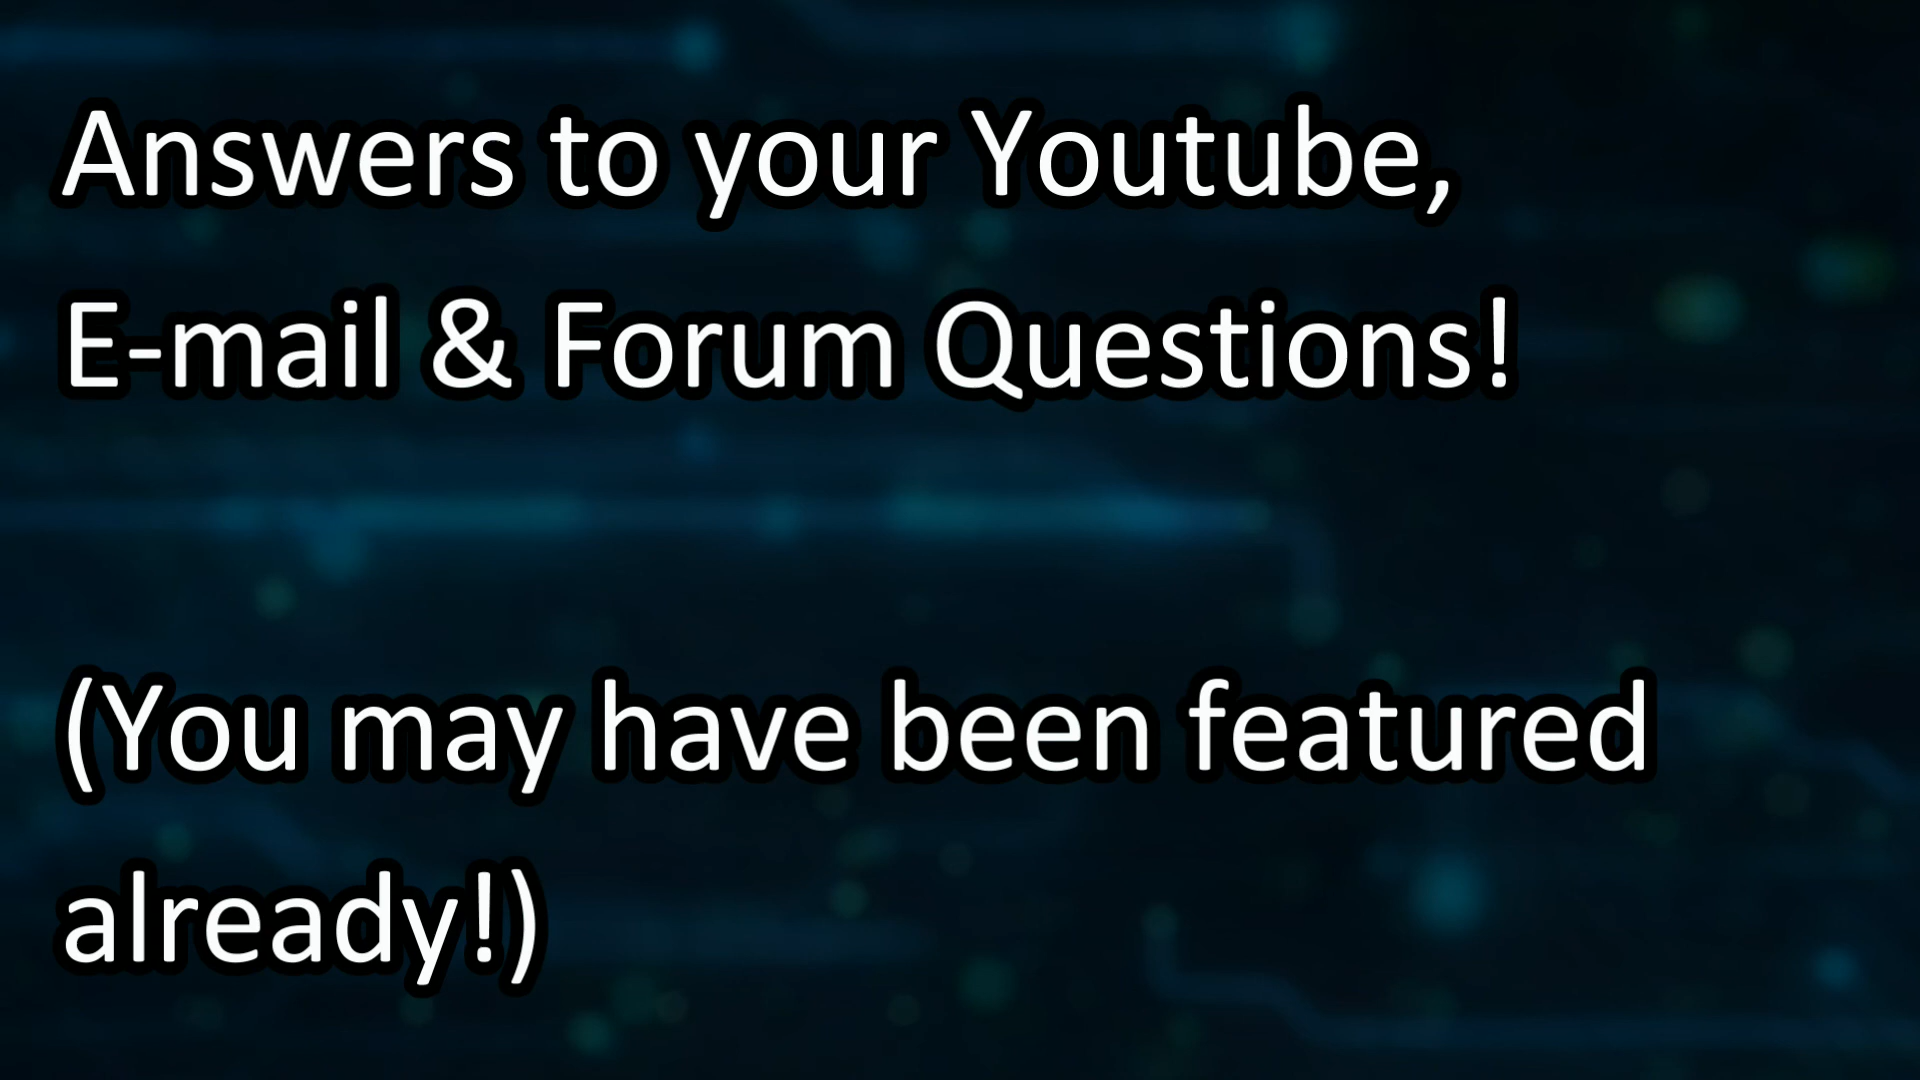 Answers to your Youtube,
E-mail & Forum Questions!
(You may have been featured
already!)